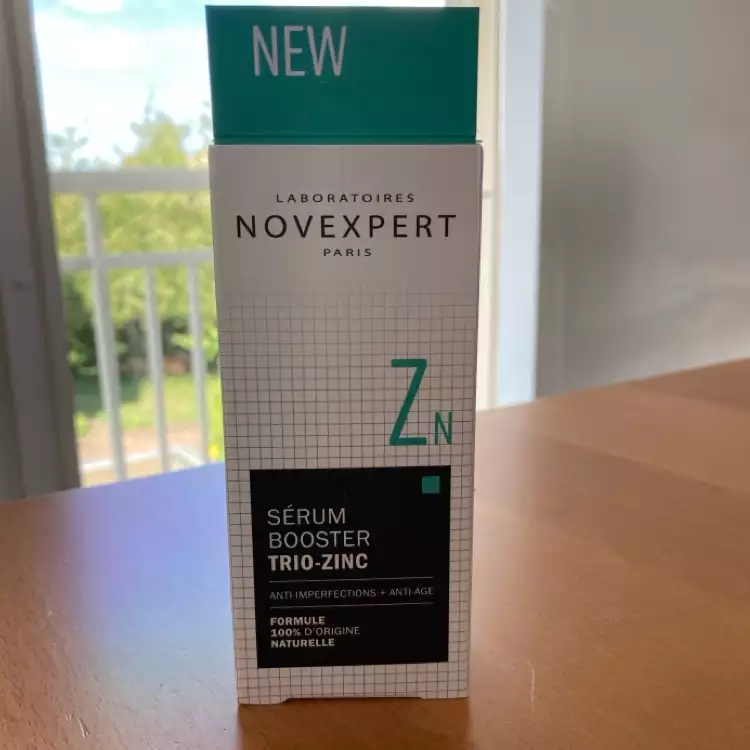 NEW
LABORATOIRES
NOVEXPERT
PARIS
ZN
SÉRUM
BOOSTER
TRIO-ZINC
ANTI-IMPERFECTIONS + ANTI-ÂGE
FORMULE
100% D'ORIGINE
NATURELLE